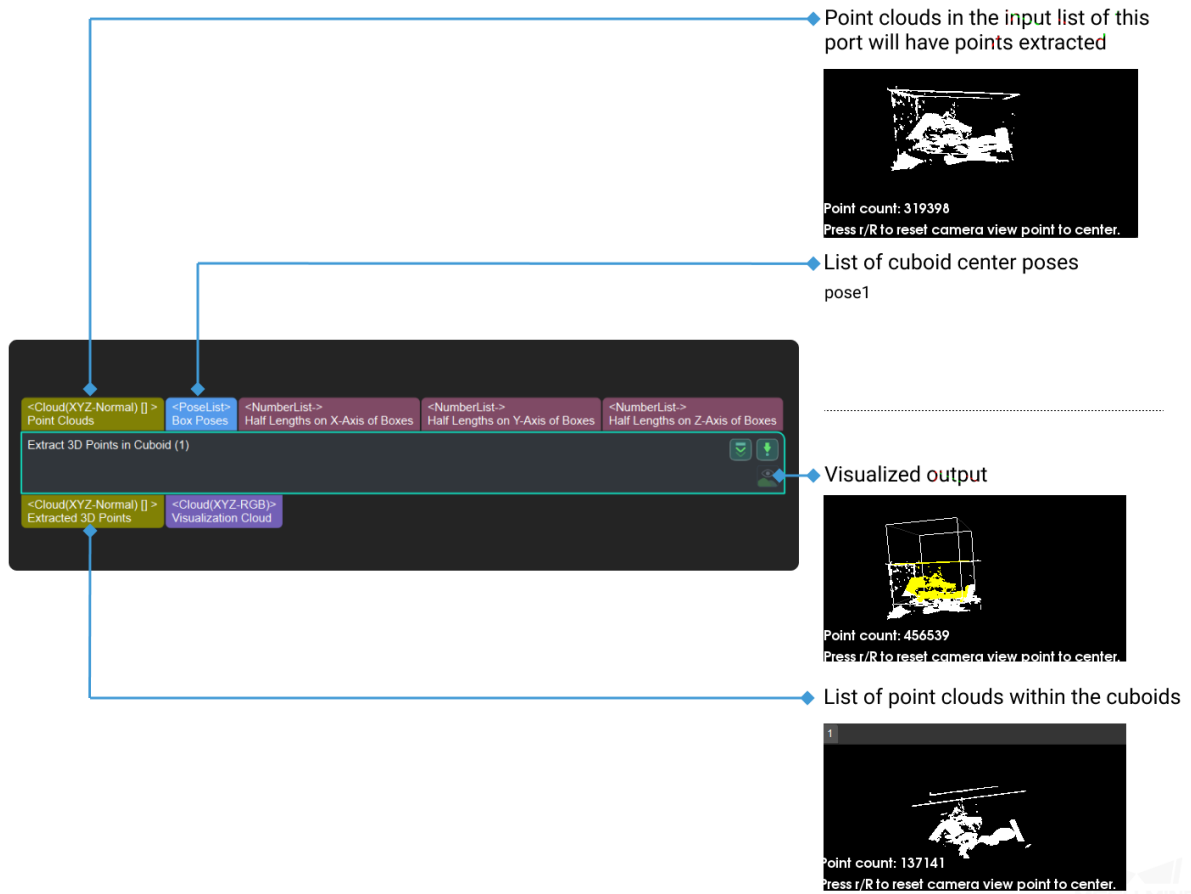 Point clouds in the input list of this
port will have points extracted
Point count: 319398
Press r/R to reset camera view point to center.
List of cuboid center poses
pose1
<Cloud(XYZ-Normal) [] >
Point Clouds
<PoseList>
Box Poses
<NumberList->
Half Lengths on X-Axis of Boxes
<NumberList->
Half Lengths on Y-Axis of Boxes
<NumberList->
Half Lengths on Z-Axis of Boxes
Extract 3D Points in Cuboid (1)
<Cloud(XYZ-Normal) [] >
Extracted 3D Points
<Cloud(XYZ-RGB)>
Visualization Cloud
Visualized output
Point count: 456539
Press r/R to reset camera view point to center.
List of point clouds within the cuboids
1
Point count: 137141
Press r/R to reset camera view point to center.